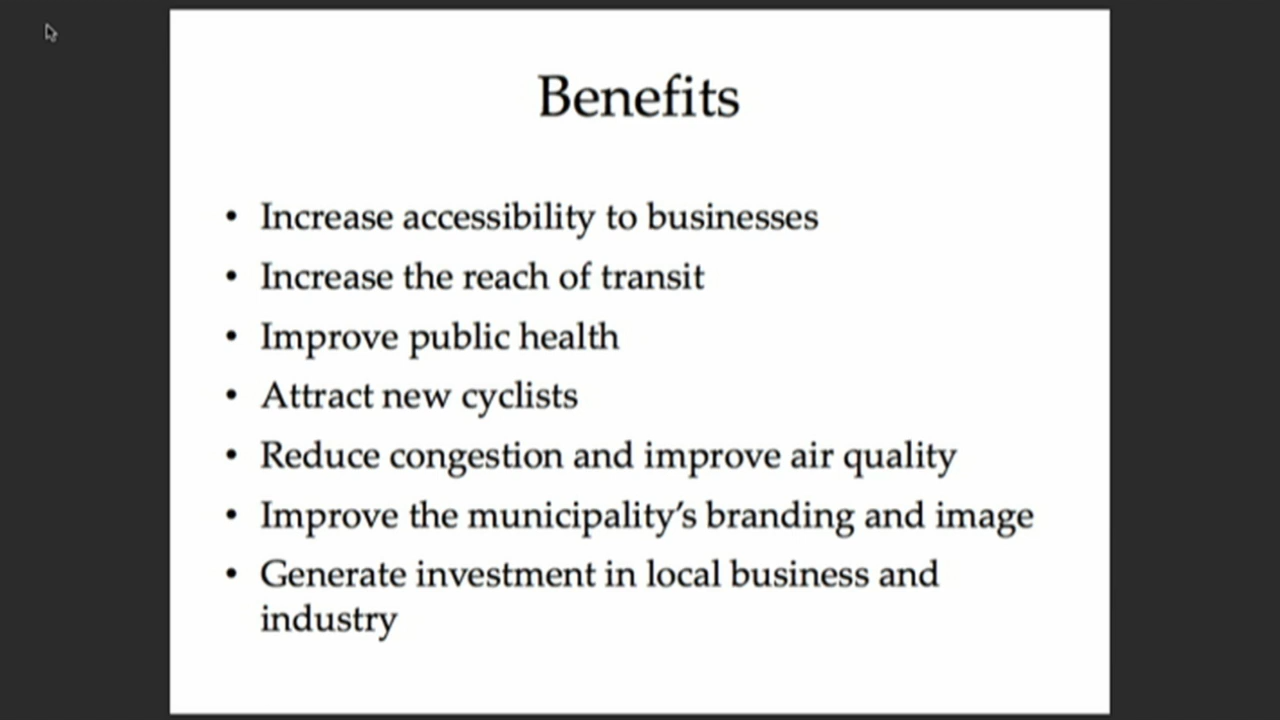 Benefits
• Increase accessibility to businesses
• Increase the reach of transit
• Improve public health
• Attract new cyclists
• Reduce congestion and improve air quality
• Improve the municipality’s branding and image
• Generate investment in local business and
industry